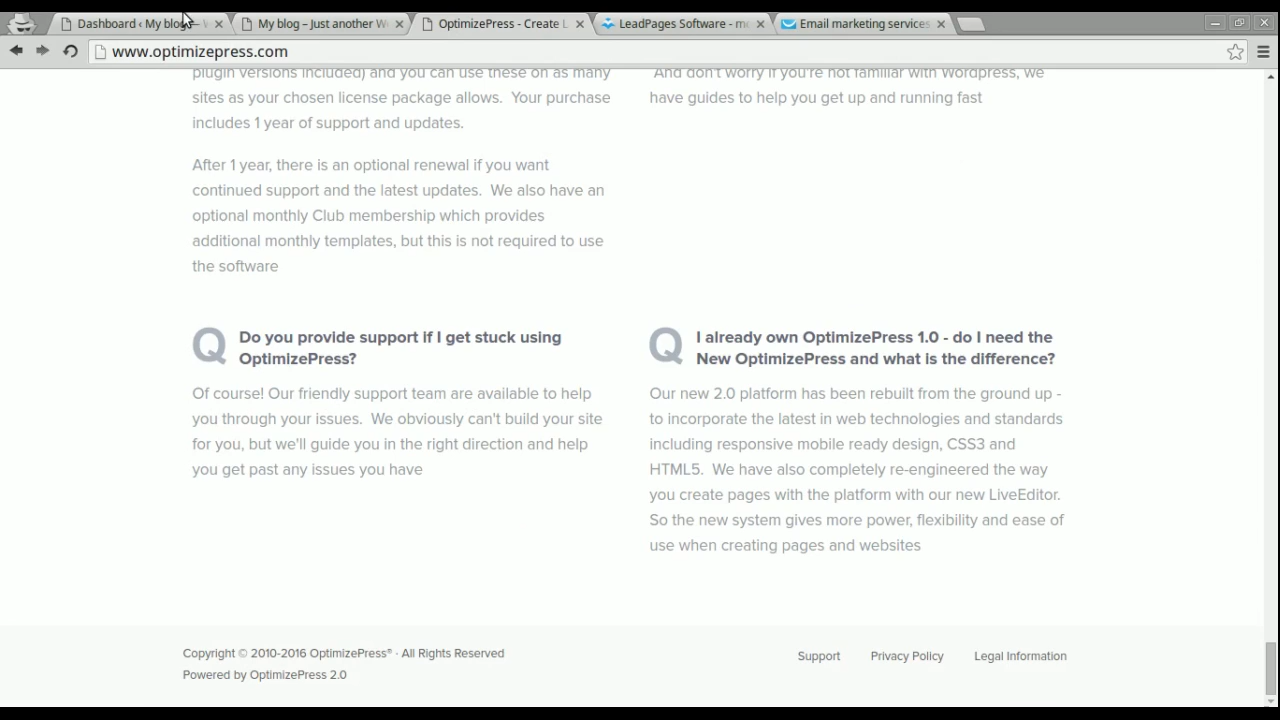 Dashboard ‹ My blog – W
My blog – Just another W
OptimizePress - Create L
LeadPages Software - mo
Email marketing services
www.optimizepress.com
plugin versions included) and you can use these on as many
sites as your chosen license package allows. Your purchase
includes 1 year of support and updates.
After 1 year, there is an optional renewal if you want
continued support and the latest updates. We also have an
optional monthly Club membership which provides
additional monthly templates, but this is not required to use
the software
And don't worry if you're not familiar with Wordpress, we
have guides to help you get up and running fast
Q Do you provide support if I get stuck using
OptimizePress?
Of course! Our friendly support team are available to help
you through your issues. We obviously can't build your site
for you, but we'll guide you in the right direction and help
you get past any issues you have
Q I already own OptimizePress 1.0 - do I need the
New OptimizePress and what is the difference?
Our new 2.0 platform has been rebuilt from the ground up -
to incorporate the latest in web technologies and standards
including responsive mobile ready design, CSS3 and
HTML5. We have also completely re-engineered the way
you create pages with the platform with our new LiveEditor.
So the new system gives more power, flexibility and ease of
use when creating pages and websites
Copyright © 2010-2016 OptimizePress® · All Rights Reserved
Powered by OptimizePress 2.0
Support
Privacy Policy
Legal Information